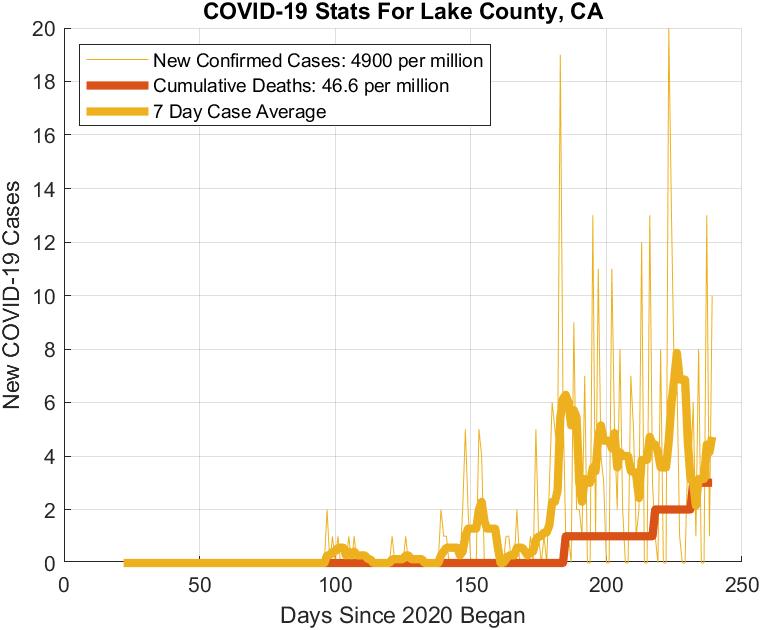 COVID-19 Stats For Lake County, CA
New Confirmed Cases: 4900 per million
Cumulative Deaths: 46.6 per million
7 Day Case Average
New COVID-19 Cases
20
18
16
14
12
10
8
6
4
2
0
0 50 100 150 200 250
Days Since 2020 Began